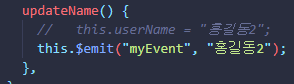 updateName() {
//   this.userName = "홍길동2";
this.$emit("myEvent", "홍길동2");
},